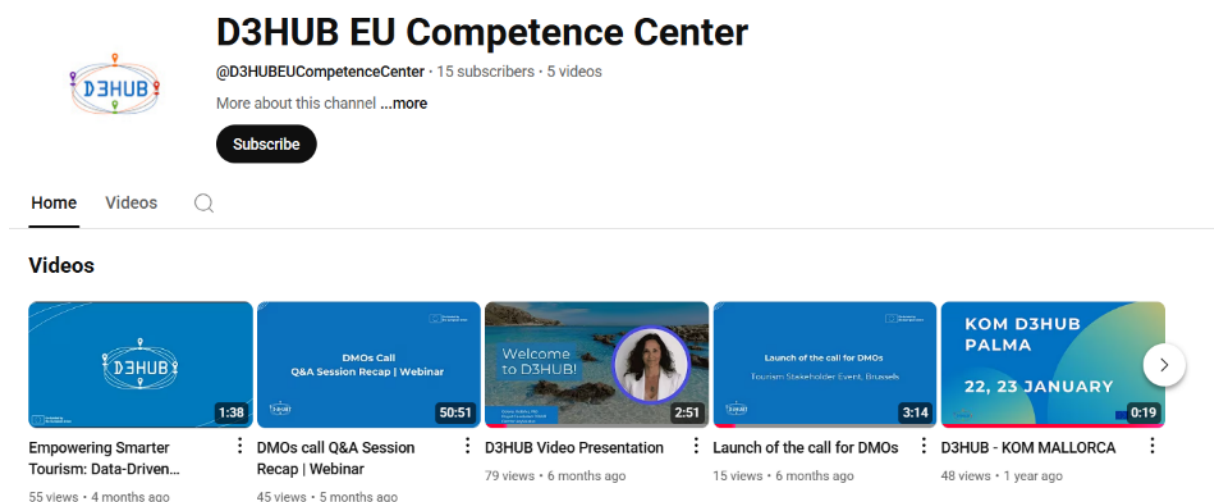 D3HUB EU Competence Center
@D3HUBEUCompetenceCenter · 15 subscribers · 5 videos
More about this channel ...more
D3HUB
Subscribe
Home Videos
Videos
D3HUB
1:38
DMOs Call
Q&A Session Recap | Webinar
D3HUB
50:51
Welcome
to D3HUB!
2:51
Launch of the call for DMOs
Tourism Stakeholder Event, Brussels
D3HUB
3:14
KOM D3HUB
PALMA
22, 23 JANUARY
0:19
Empowering Smarter
Tourism: Data-Driven...
55 views • 4 months ago
DMOs call Q&A Session
Recap | Webinar
45 views • 5 months ago
D3HUB Video Presentation
79 views • 6 months ago
Launch of the call for DMOs
15 views • 6 months ago
D3HUB - KOM MALLORCA
48 views • 1 year ago